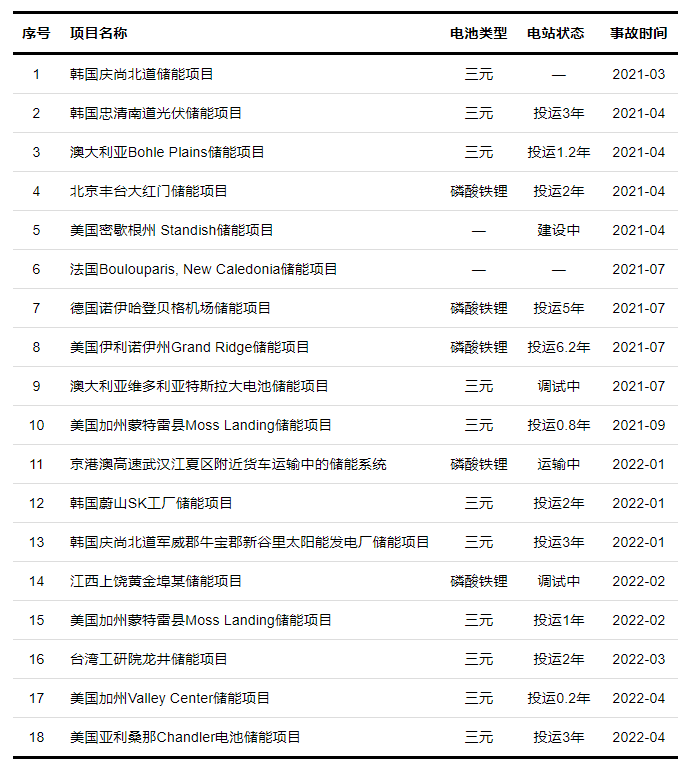 序号 项目名称 电池类型 电站状态 事故时间
1 韩国庆尚北道储能项目 三元 — 2021-03
2 韩国忠清南道光伏储能项目 三元 投运3年 2021-04
3 澳大利亚Bohle Plains储能项目 三元 投运1.2年 2021-04
4 北京丰台大红门储能项目 磷酸铁锂 投运2年 2021-04
5 美国密歇根州 Standish储能项目 — 建设中 2021-04
6 法国Boulouparis, New Caledonia储能项目 — — 2021-07
7 德国诺伊哈登贝格机场储能项目 磷酸铁锂 投运5年 2021-07
8 美国伊利诺伊州Grand Ridge储能项目 磷酸铁锂 投运6.2年 2021-07
9 澳大利亚维多利亚特斯拉大电池储能项目 三元 调试中 2021-07
10 美国加州蒙特雷县Moss Landing储能项目 三元 投运0.8年 2021-09
11 京港澳高速武汉江夏区附近货车运输中的储能系统 磷酸铁锂 运输中 2022-01
12 韩国蔚山SK工厂储能项目 三元 投运2年 2022-01
13 韩国庆尚北道军威郡牛宝郡新谷里太阳能发电厂储能项目 三元 投运3年 2022-01
14 江西上饶黄金埠某储能项目 磷酸铁锂 调试中 2022-02
15 美国加州蒙特雷县Moss Landing储能项目 三元 投运1年 2022-02
16 台湾工研院龙井储能项目 三元 投运2年 2022-03
17 美国加州Valley Center储能项目 三元 投运0.2年 2022-04
18 美国亚利桑那Chandler电池储能项目 三元 投运3年 2022-04